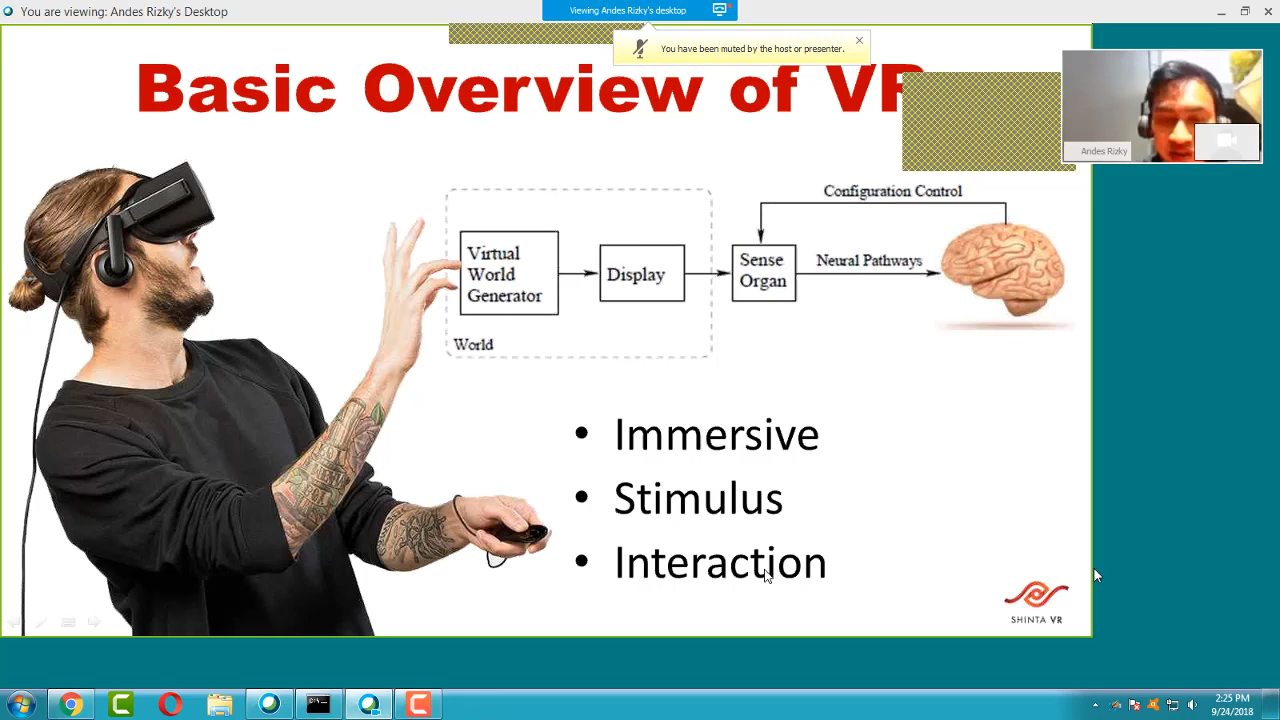 You are viewing: Andes Rizky's Desktop
Viewing Andes Rizky's desktop
You have been muted by the host or presenter.
Basic Overview of VR
Andes Rizky
Configuration Control
Virtual
World
Generator
Display
Sense
Organ
Neural Pathways
World
• Immersive
• Stimulus
• Interaction
SHINTA VR
2:25 PM
9/24/2018